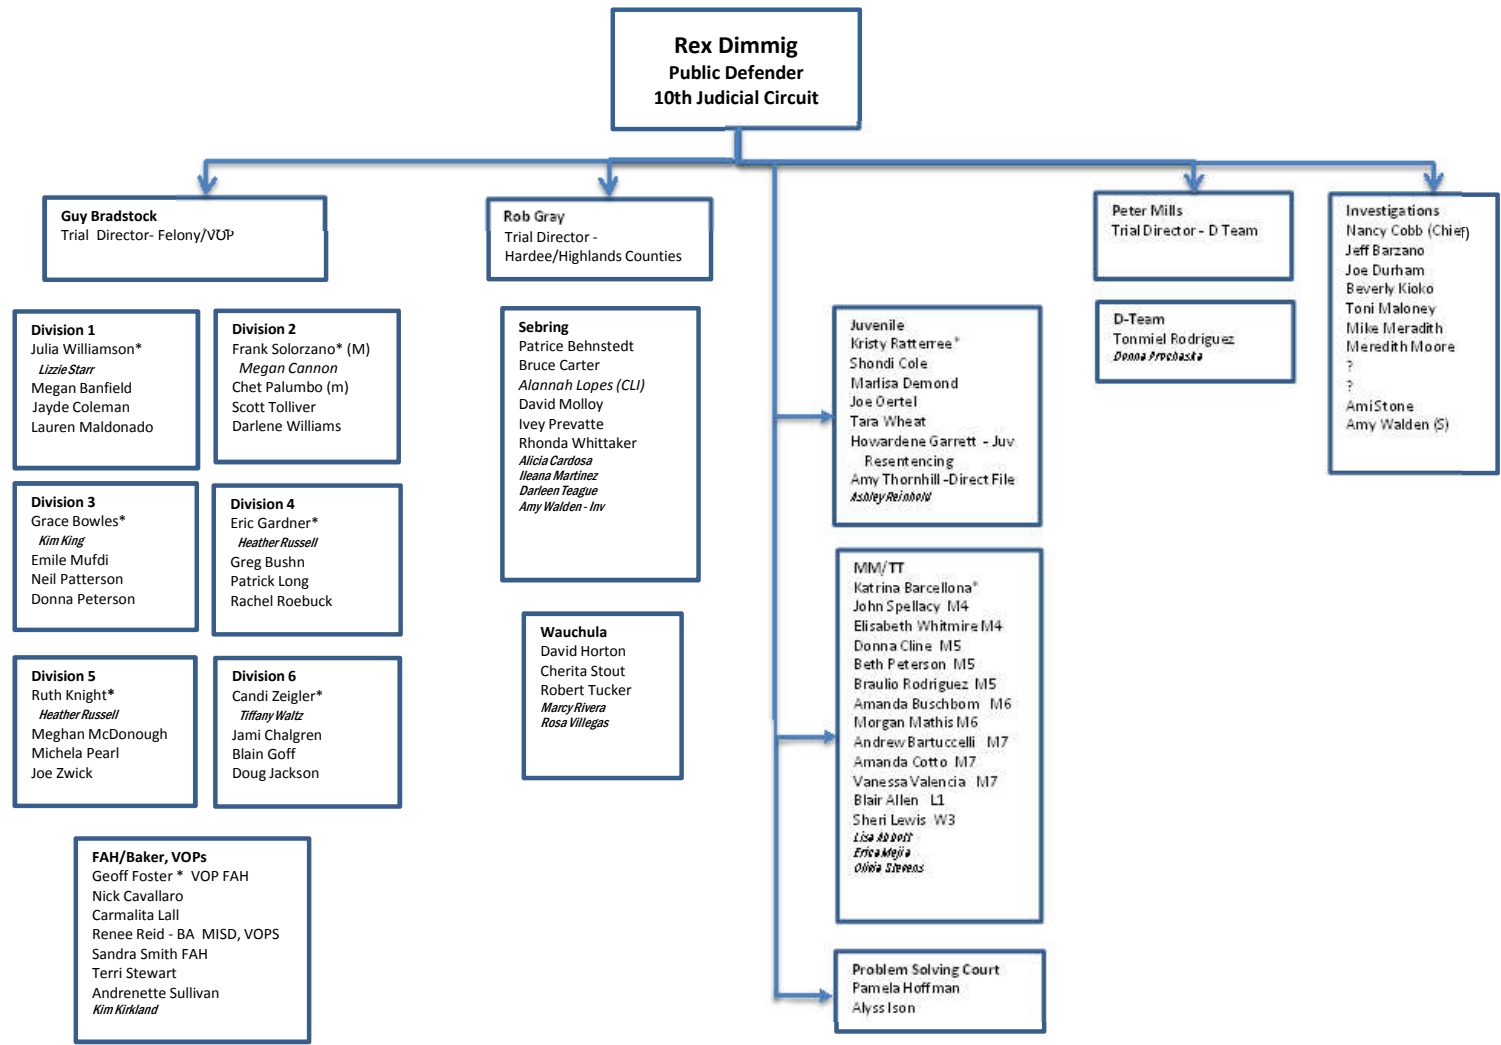 Rex Dimmig
Public Defender
10th Judicial Circuit
Guy Bradstock
Trial Director- Felony/VOP
Rob Gray
Trial Director -
Hardee/Highlands Counties
Peter Mills
Trial Director - D Team
Investigations
Nancy Cobb (Chief)
Jeff Barzano
Joe Durham
Beverly Kioko
Toni Maloney
Mike Meradith
Meredith Moore
?
?
Ami Stone
Amy Walden (S)
Division 1
Julia Williamson*
Lizzie Starr
Megan Banfield
Jayde Coleman
Lauren Maldonado
Division 2
Frank Solorzano* (M)
Megan Cannon
Chet Palumbo (m)
Scott Tolliver
Darlene Williams
Division 3
Grace Bowles*
Kim King
Emile Mufdi
Neil Patterson
Donna Peterson
Division 4
Eric Gardner*
Heather Russell
Greg Bushn
Patrick Long
Rachel Roebuck
Division 5
Ruth Knight*
Heather Russell
Meghan McDonough
Michela Pearl
Joe Zwick
Division 6
Candi Zeigler*
Tiffany Waltz
Jami Chalgren
Blain Goff
Doug Jackson
FAH/Baker, VOPs
Geoff Foster * VOP FAH
Nick Cavallaro
Carmalita Lall
Renee Reid - BA MISD, VOPS
Sandra Smith FAH
Terri Stewart
Andrenette Sullivan
Kim Kirkland
Sebring
Patrice Behnstedt
Bruce Carter
Alannah Lopes (CLI)
David Molloy
Ivey Prevatte
Rhonda Whittaker
Alicia Cardosa
Ileana Martinez
Darleen Teague
Amy Walden - Inv
Wauchula
David Horton
Cherita Stout
Robert Tucker
Marcy Rivera
Rosa Villegas
Juvenile
Kristy Ratterree*
Shondi Cole
Marlisa Demond
Joe Oertel
Tara Wheat
Howardene Garrett - Juv
Resentencing
Amy Thornhill -Direct File
Ashley Reinhold
MM/TT
Katrina Barcellona*
John Spellacy M4
Elisabeth Whitmire M4
Donna Cline M5
Beth Peterson M5
Braulio Rodriguez M5
Amanda Buschbom M6
Morgan Mathis M6
Andrew Bartuccelli M7
Amanda Cotto M7
Vanessa Valencia M7
Blair Allen L1
Sheri Lewis W3
Lisa Abbott
Erica Mejia
Olivia Stevens
Problem Solving Court
Pamela Hoffman
Alyss Ison
D-Team
Tonmiel Rodriguez
Donna Prochaska